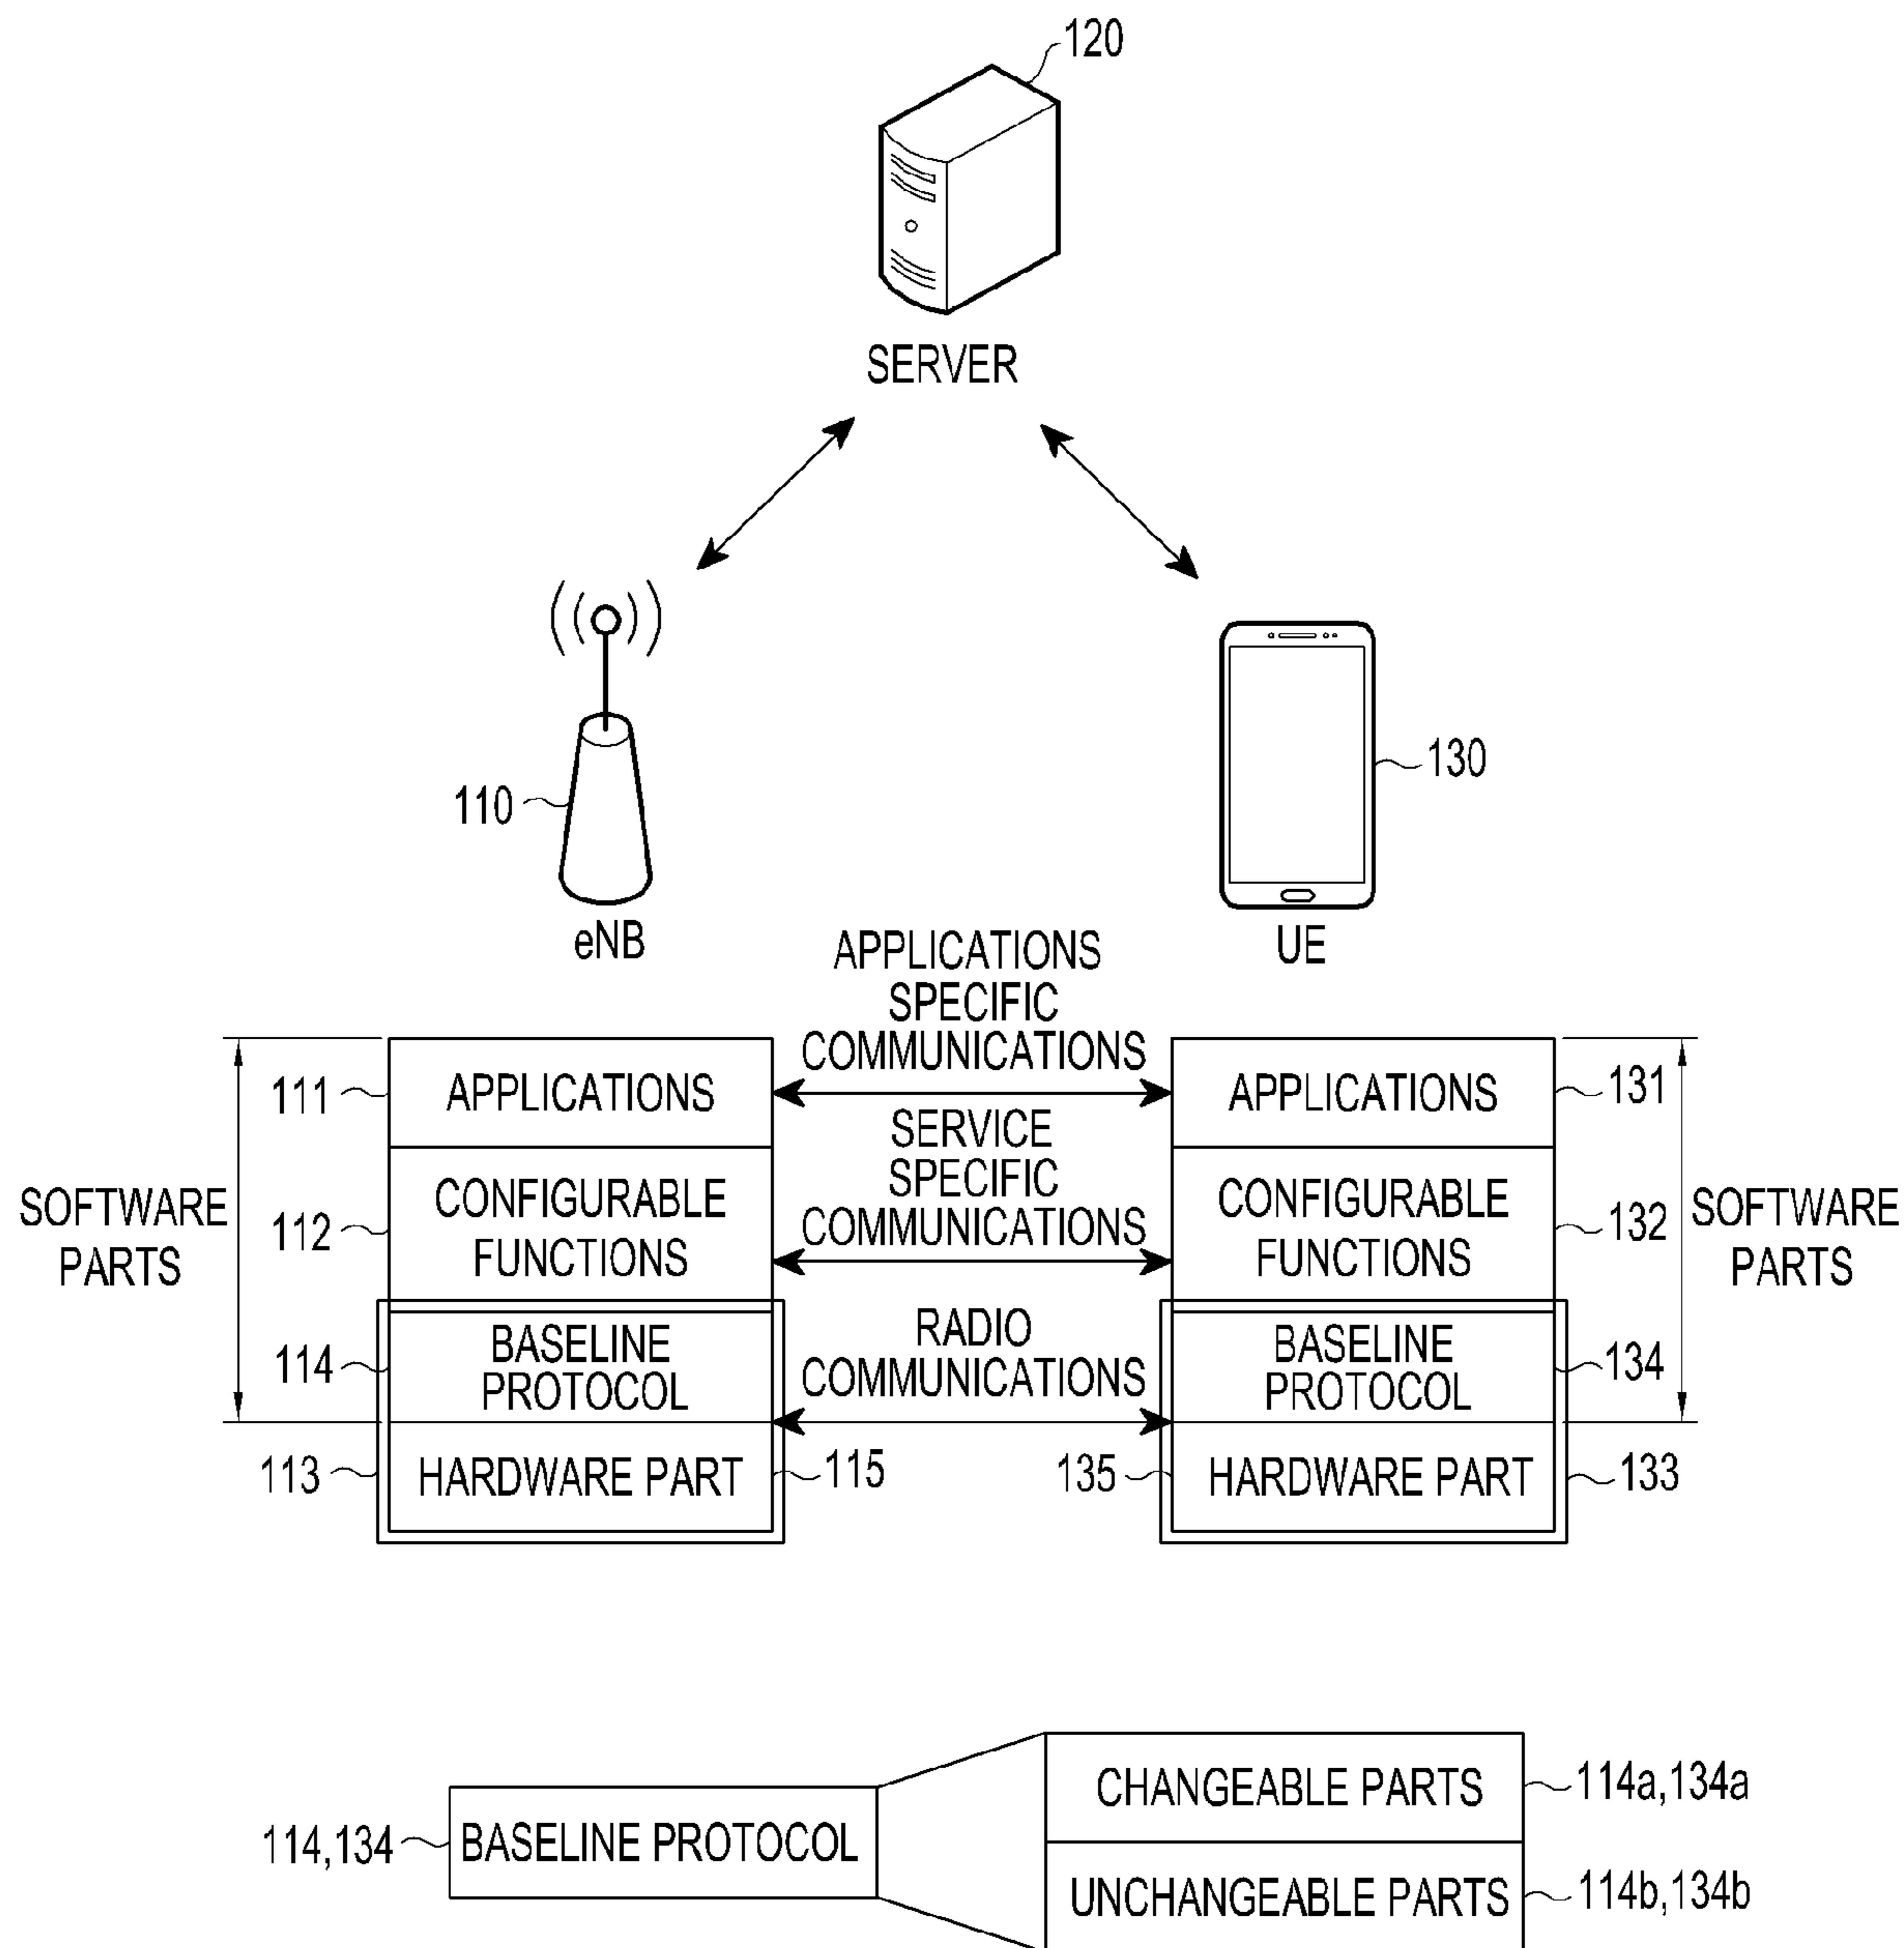 120
SERVER
110
130
eNB
UE
APPLICATIONS
SPECIFIC
COMMUNICATIONS
111
APPLICATIONS
APPLICATIONS
131
SERVICE
SPECIFIC
COMMUNICATIONS
SOFTWARE
PARTS
112
CONFIGURABLE
FUNCTIONS
CONFIGURABLE
FUNCTIONS
132
SOFTWARE
PARTS
114
BASELINE
PROTOCOL
RADIO
COMMUNICATIONS
BASELINE
PROTOCOL
134
113
HARDWARE PART
115
135
HARDWARE PART
133
114,134
BASELINE PROTOCOL
CHANGEABLE PARTS
114a,134a
UNCHANGEABLE PARTS
114b,134b